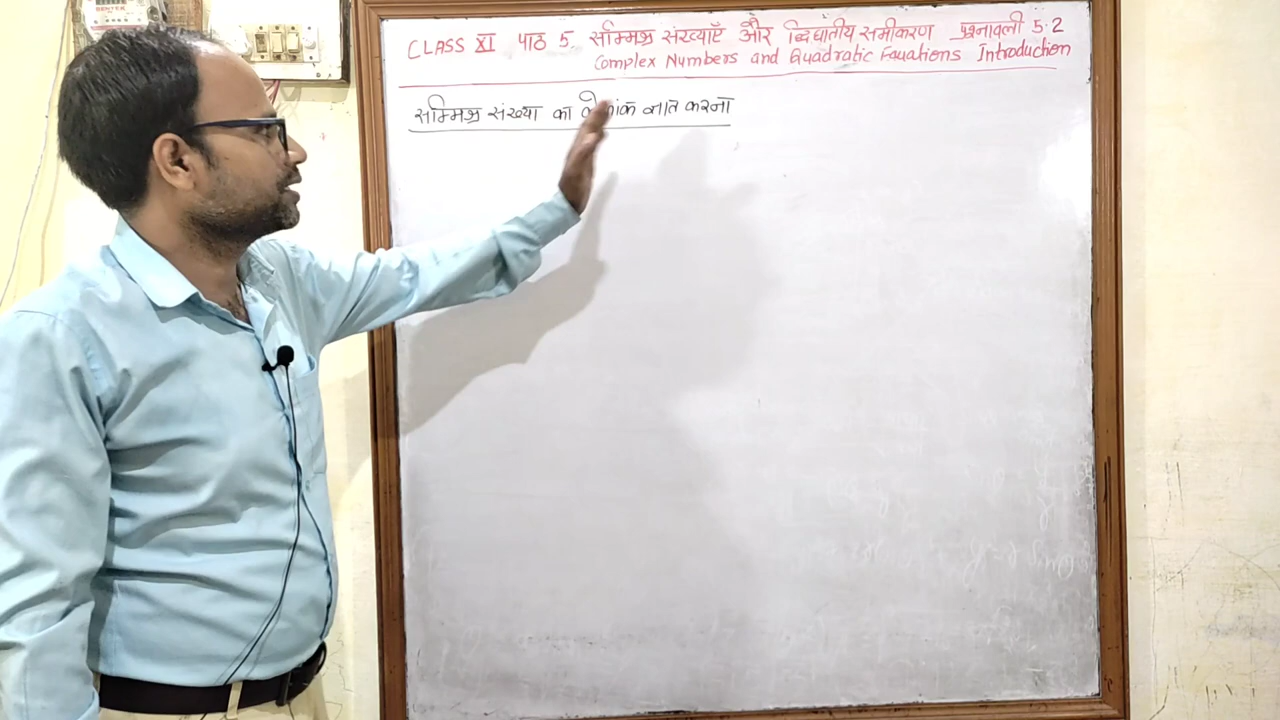 CLASS XI पाठ 5. सम्मिश्र संख्याएँ और द्विघातीय समीकरण प्रश्नावली 5.2
Complex Numbers and Quadratic Equations Introduction
सम्मिश्र संख्या का ज्ञात करना